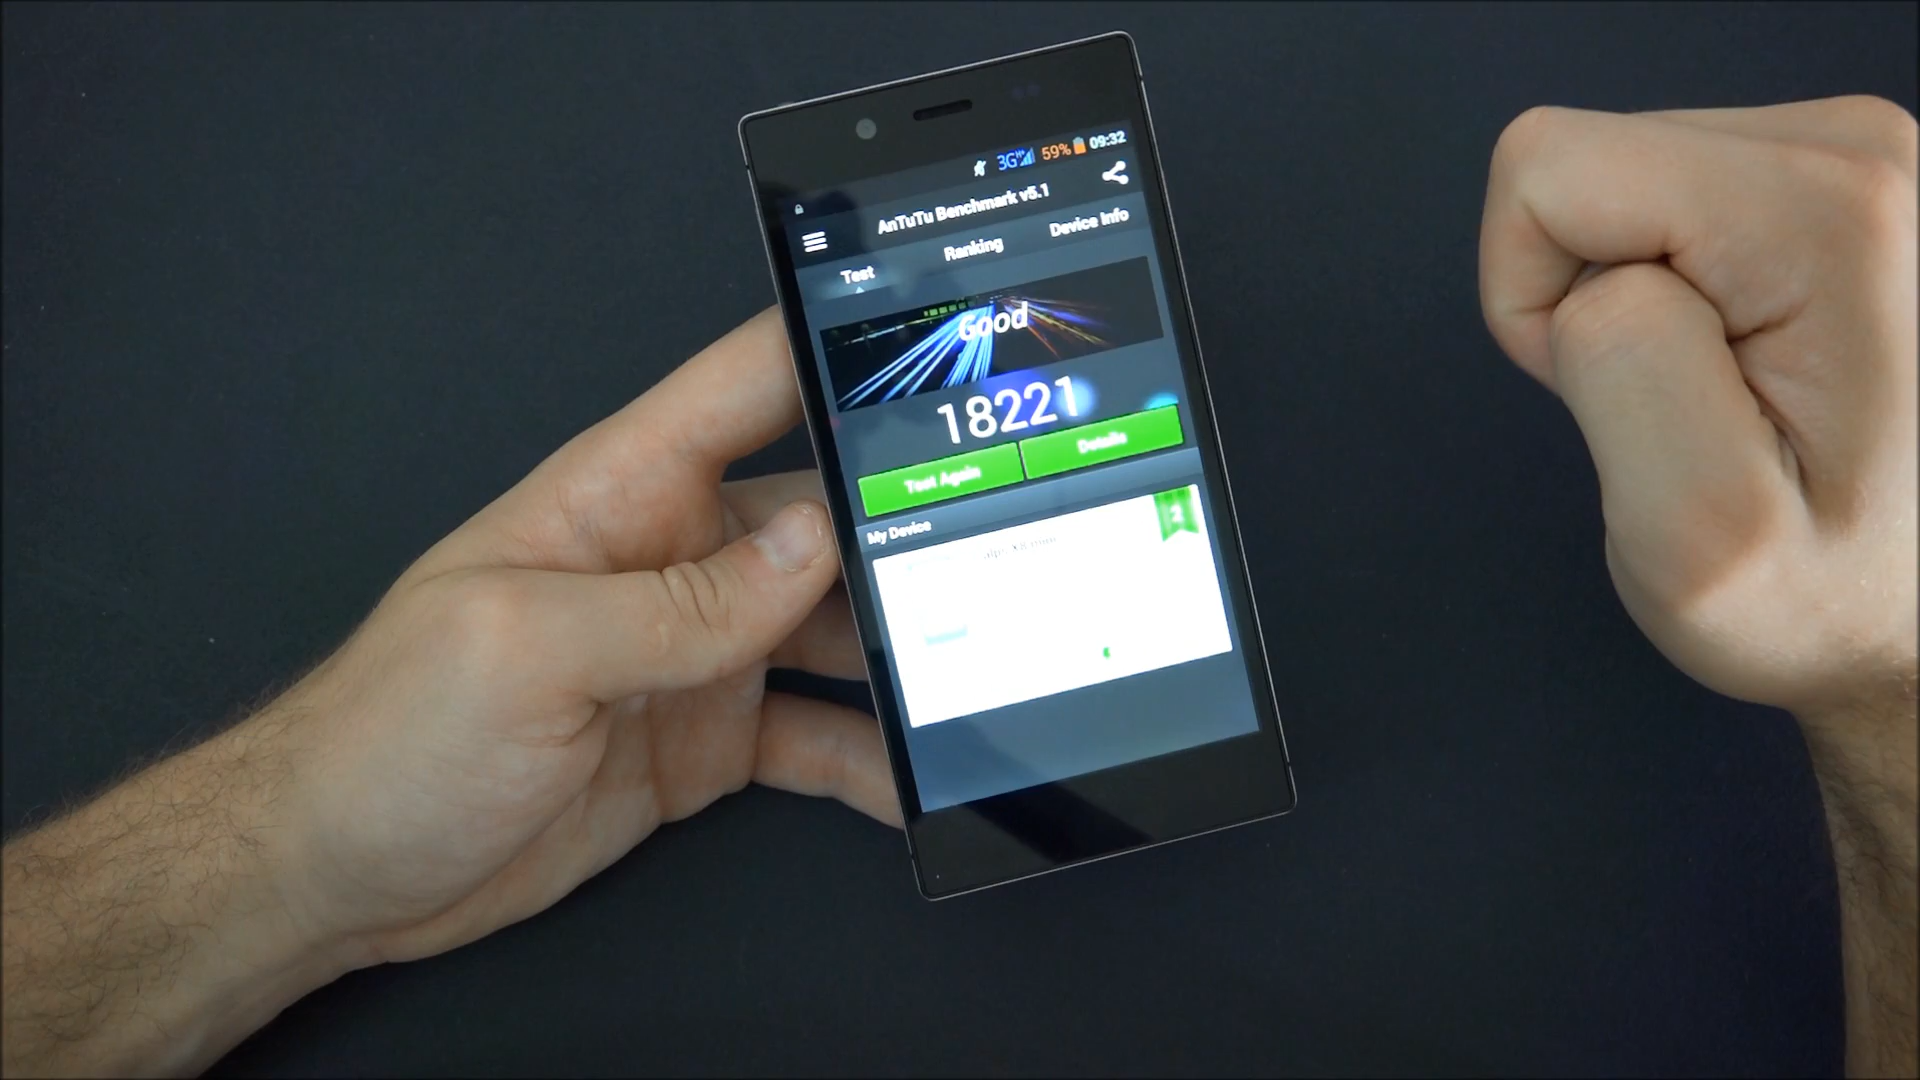 3G H+ 59% 09:32
AnTuTu Benchmark v5.1
Test Ranking Device Info
Good
18221
Test Again Details
My Device
2